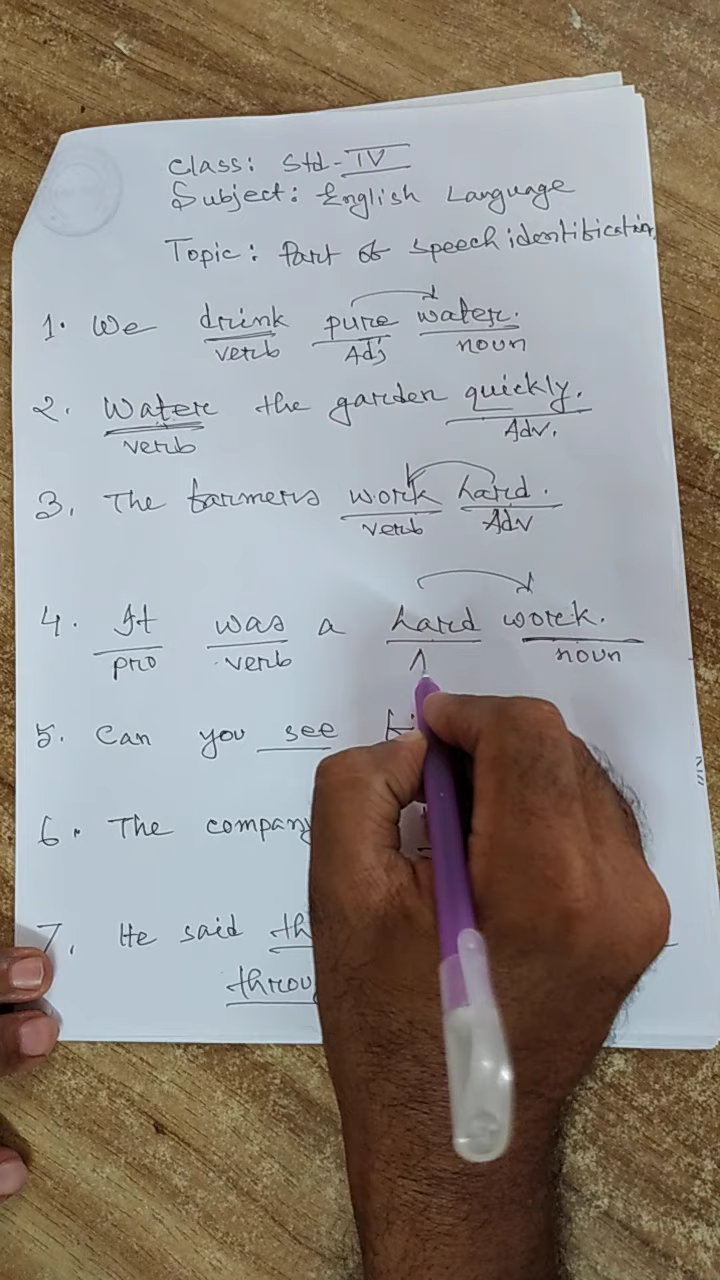 Class: Std-IV
Subject: English Language
Topic: Part of speech identification
1. We drink pure water.
verb Adj noun
2. Water the garden quickly.
verb Adv.
3. The farmers work hard.
verb Adv
4. It was a hard work.
pro verb noun
5. Can you see
6. The company
7. He said